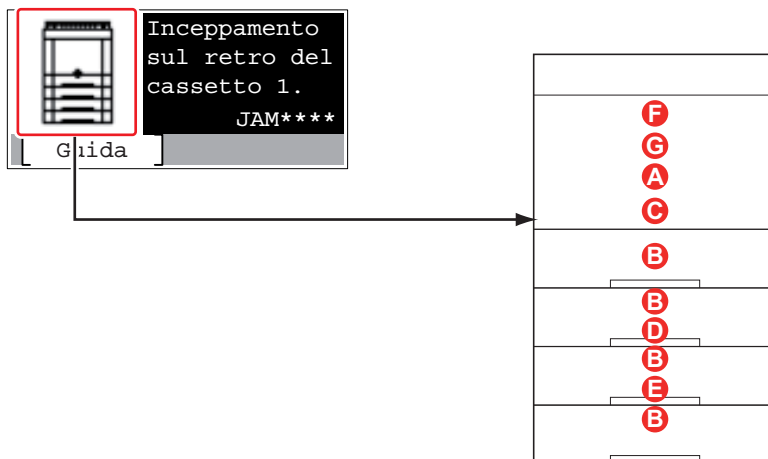 Inceppamento
sul retro del
cassetto 1.
JAM****
[ Guida ]
F
G
A
C
B
B
D
B
E
B